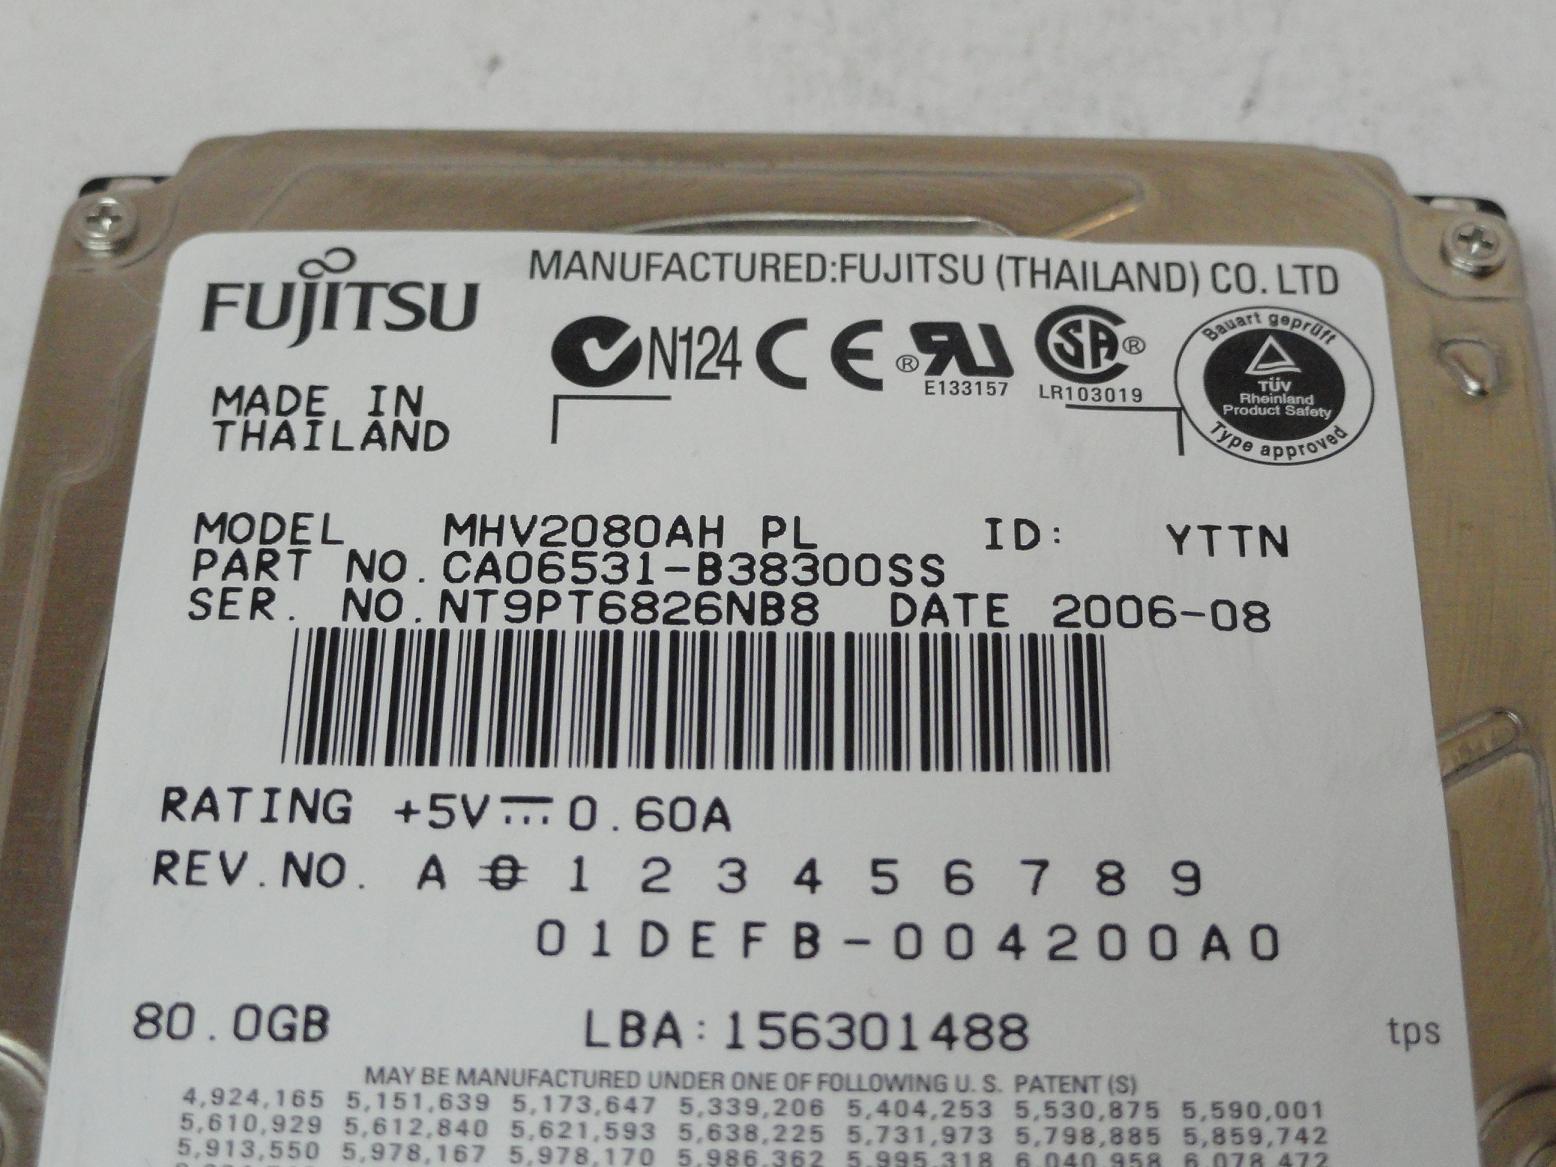 FUJITSU
MANUFACTURED:FUJITSU (THAILAND) CO. LTD
N124 CE ® RU ® SA ®
E133157 LR103019
Bauart geprüft
TÜV
Rheinland
Product Safety
Type approved
MADE IN
THAILAND
MODEL MHV2080AH PL ID: YTTN
PART NO. CA06531-B38300SS
SER. NO. NT9PT6826NB8 DATE 2006-08
RATING +5V⎓0.60A
REV.NO. A 0 1 2 3 4 5 6 7 8 9
01DEFB-004200A0
80.0GB LBA:156301488 tps
MAY BE MANUFACTURED UNDER ONE OF FOLLOWING U. S. PATENT (S)
4,924,165 5,151,639 5,173,647 5,339,206 5,404,253 5,530,875 5,590,001
5,610,929 5,612,840 5,621,593 5,638,225 5,731,973 5,798,885 5,859,742
5,913,550 5,978,167 5,978,170 5,986,362 5,995,318 6,040,958 6,078,472